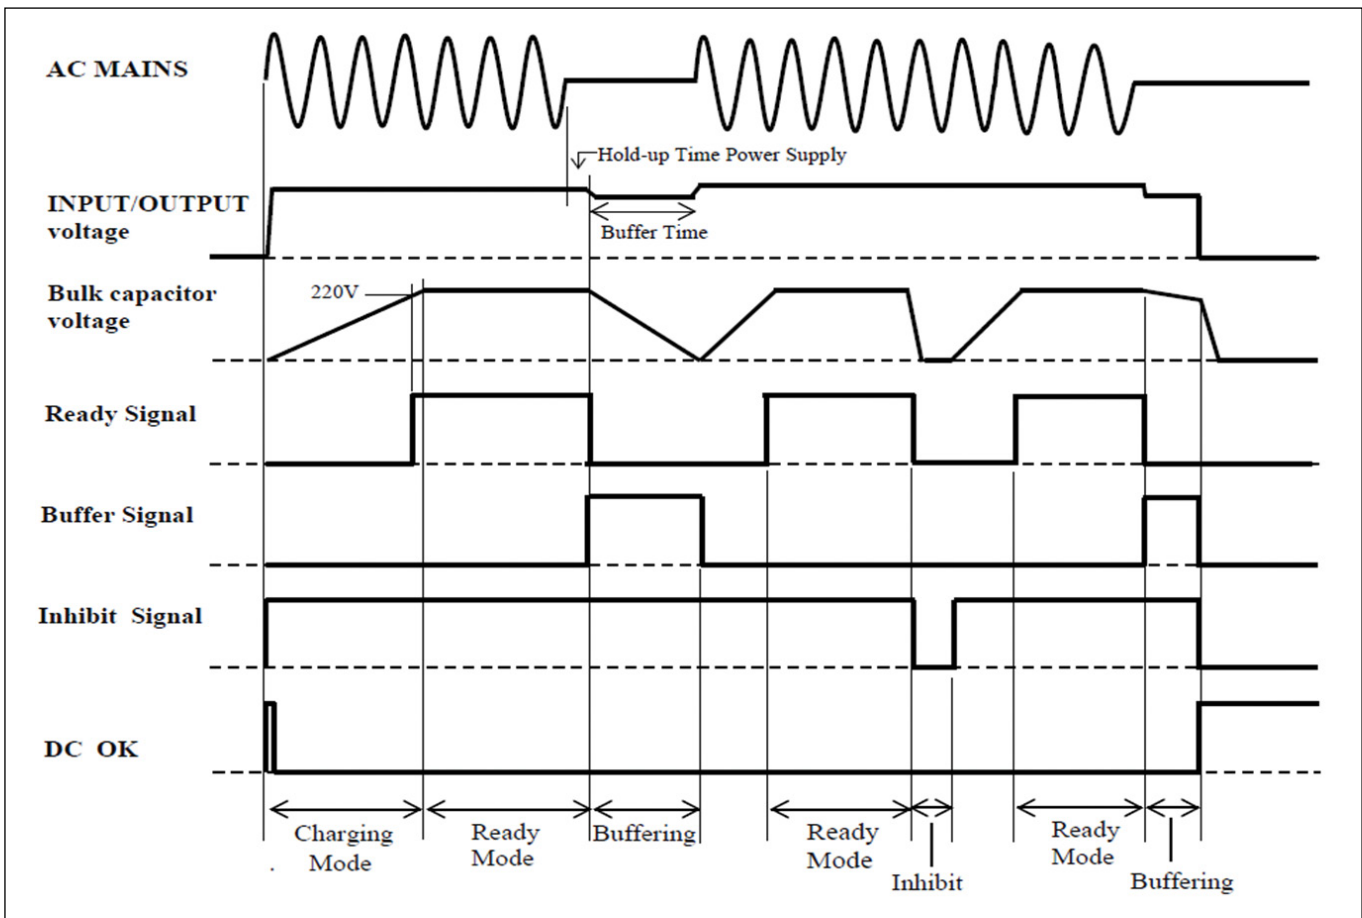 AC MAINS
Hold-up Time Power Supply
INPUT/OUTPUT
voltage
Buffer Time
Bulk capacitor
voltage
220V
Ready Signal
Buffer Signal
Inhibit Signal
DC OK
Charging
Mode
Ready
Mode
Buffering
Ready
Mode
Inhibit
Ready
Mode
Buffering